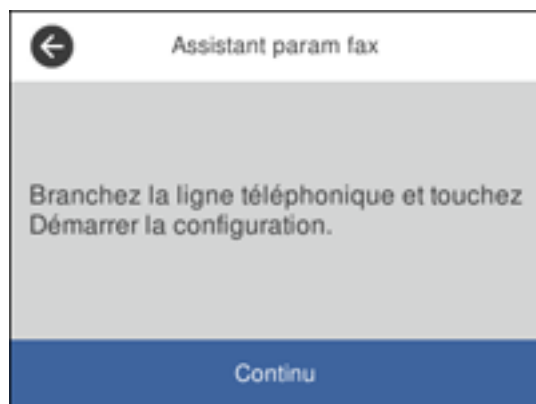 Assistant param fax
Branchez la ligne téléphonique et touchez
Démarrer la configuration.
Continu